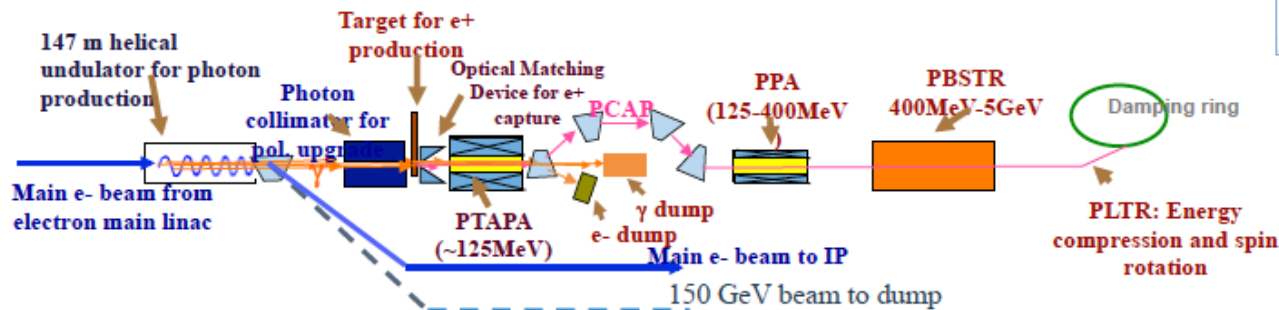 147 m helical
undulator for photon
production
Target for e+
production
Optical Matching
Device for e+
capture
Photon
collimator for
pol. upgrade
γ
PCAP
PPA
(125-400MeV
)
PBSTR
400MeV-5GeV
Damping ring
Main e- beam from
electron main linac
PTAPA
(~125MeV)
γ dump
e- dump
Main e- beam to IP
150 GeV beam to dump
PLTR: Energy
compression and spin
rotation